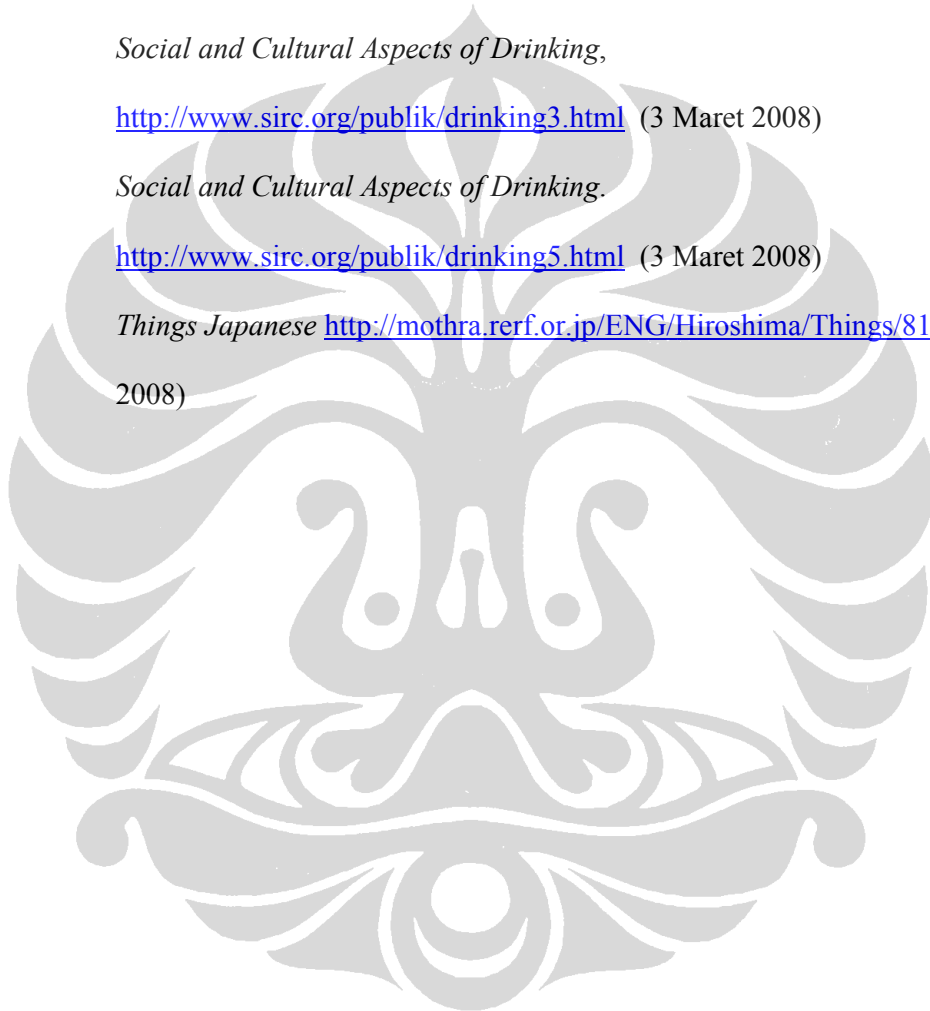 Social and Cultural Aspects of Drinking,
http://www.sirc.org/publik/drinking3.html (3 Maret 2008)
Social and Cultural Aspects of Drinking.
http://www.sirc.org/publik/drinking5.html (3 Maret 2008)
Things Japanese http://mothra.rerf.or.jp/ENG/Hiroshima/Things/81
2008)